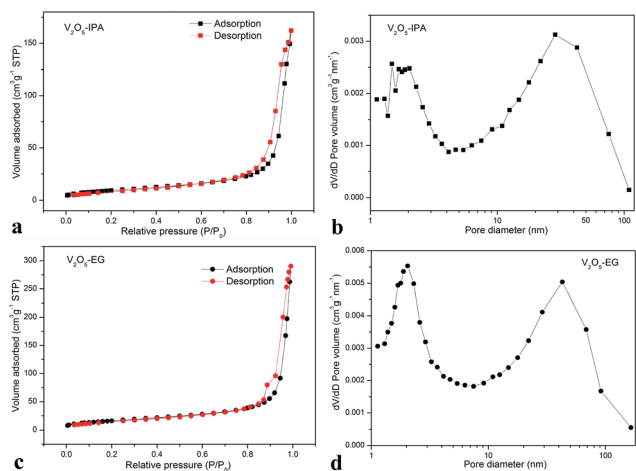 V₂O₅-IPA
Adsorption
Desorption
Volume adsorbed (cm³g⁻¹ STP)
150
100
50
0
0.0 0.2 0.4 0.6 0.8 1.0
Relative pressure (P/P₀)
a
V₂O₅-IPA
dV/dD Pore volume (cm³g⁻¹nm⁻¹)
0.003
0.002
0.001
0.000
1 10 100
Pore diameter (nm)
b
V₂O₅-EG
Adsorption
Desorption
Volume adsorbed (cm³g⁻¹ STP)
300
250
200
150
100
50
0
0.0 0.2 0.4 0.6 0.8 1.0
Relative pressure (P/P₀)
c
V₂O₅-EG
dV/dD Pore volume (cm³g⁻¹nm⁻¹)
0.006
0.005
0.004
0.003
0.002
0.001
0.000
1 10 100
Pore diameter (nm)
d